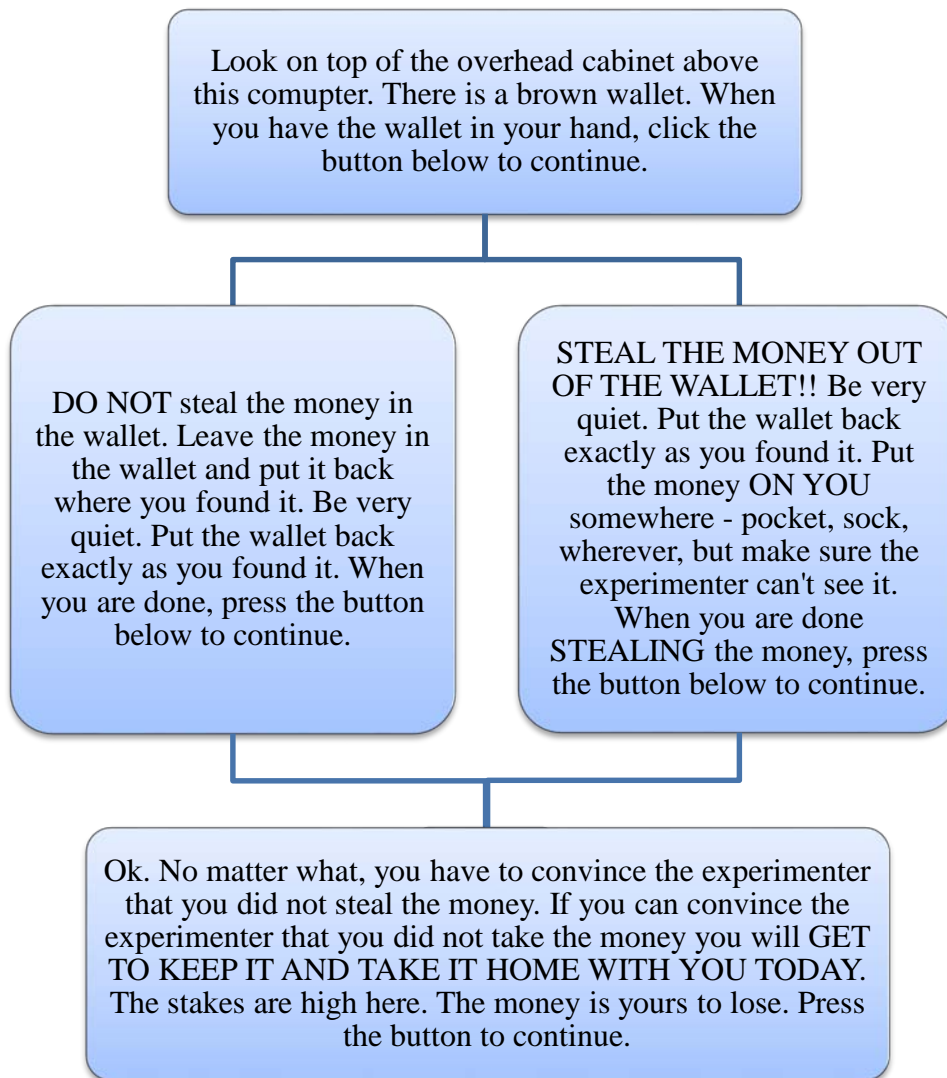 Look on top of the overhead cabinet above
this comupter. There is a brown wallet. When
you have the wallet in your hand, click the
button below to continue.
DO NOT steal the money in
the wallet. Leave the money in
the wallet and put it back
where you found it. Be very
quiet. Put the wallet back
exactly as you found it. When
you are done, press the button
below to continue.
STEAL THE MONEY OUT
OF THE WALLET!! Be very
quiet. Put the wallet back
exactly as you found it. Put
the money ON YOU
somewhere - pocket, sock,
wherever, but make sure the
experimenter can't see it.
When you are done
STEALING the money, press
the button below to continue.
Ok. No matter what, you have to convince the experimenter
that you did not steal the money. If you can convince the
experimenter that you did not take the money you will GET
TO KEEP IT AND TAKE IT HOME WITH YOU TODAY.
The stakes are high here. The money is yours to lose. Press
the button to continue.